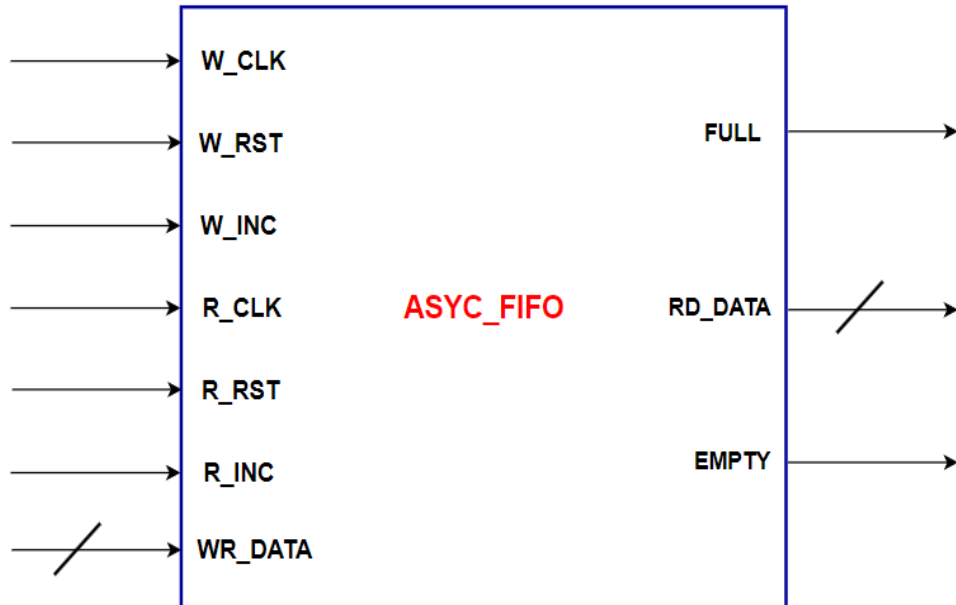 W_CLK
W_RST
FULL
W_INC
R_CLK
ASYC_FIFO
RD_DATA
R_RST
R_INC
EMPTY
WR_DATA